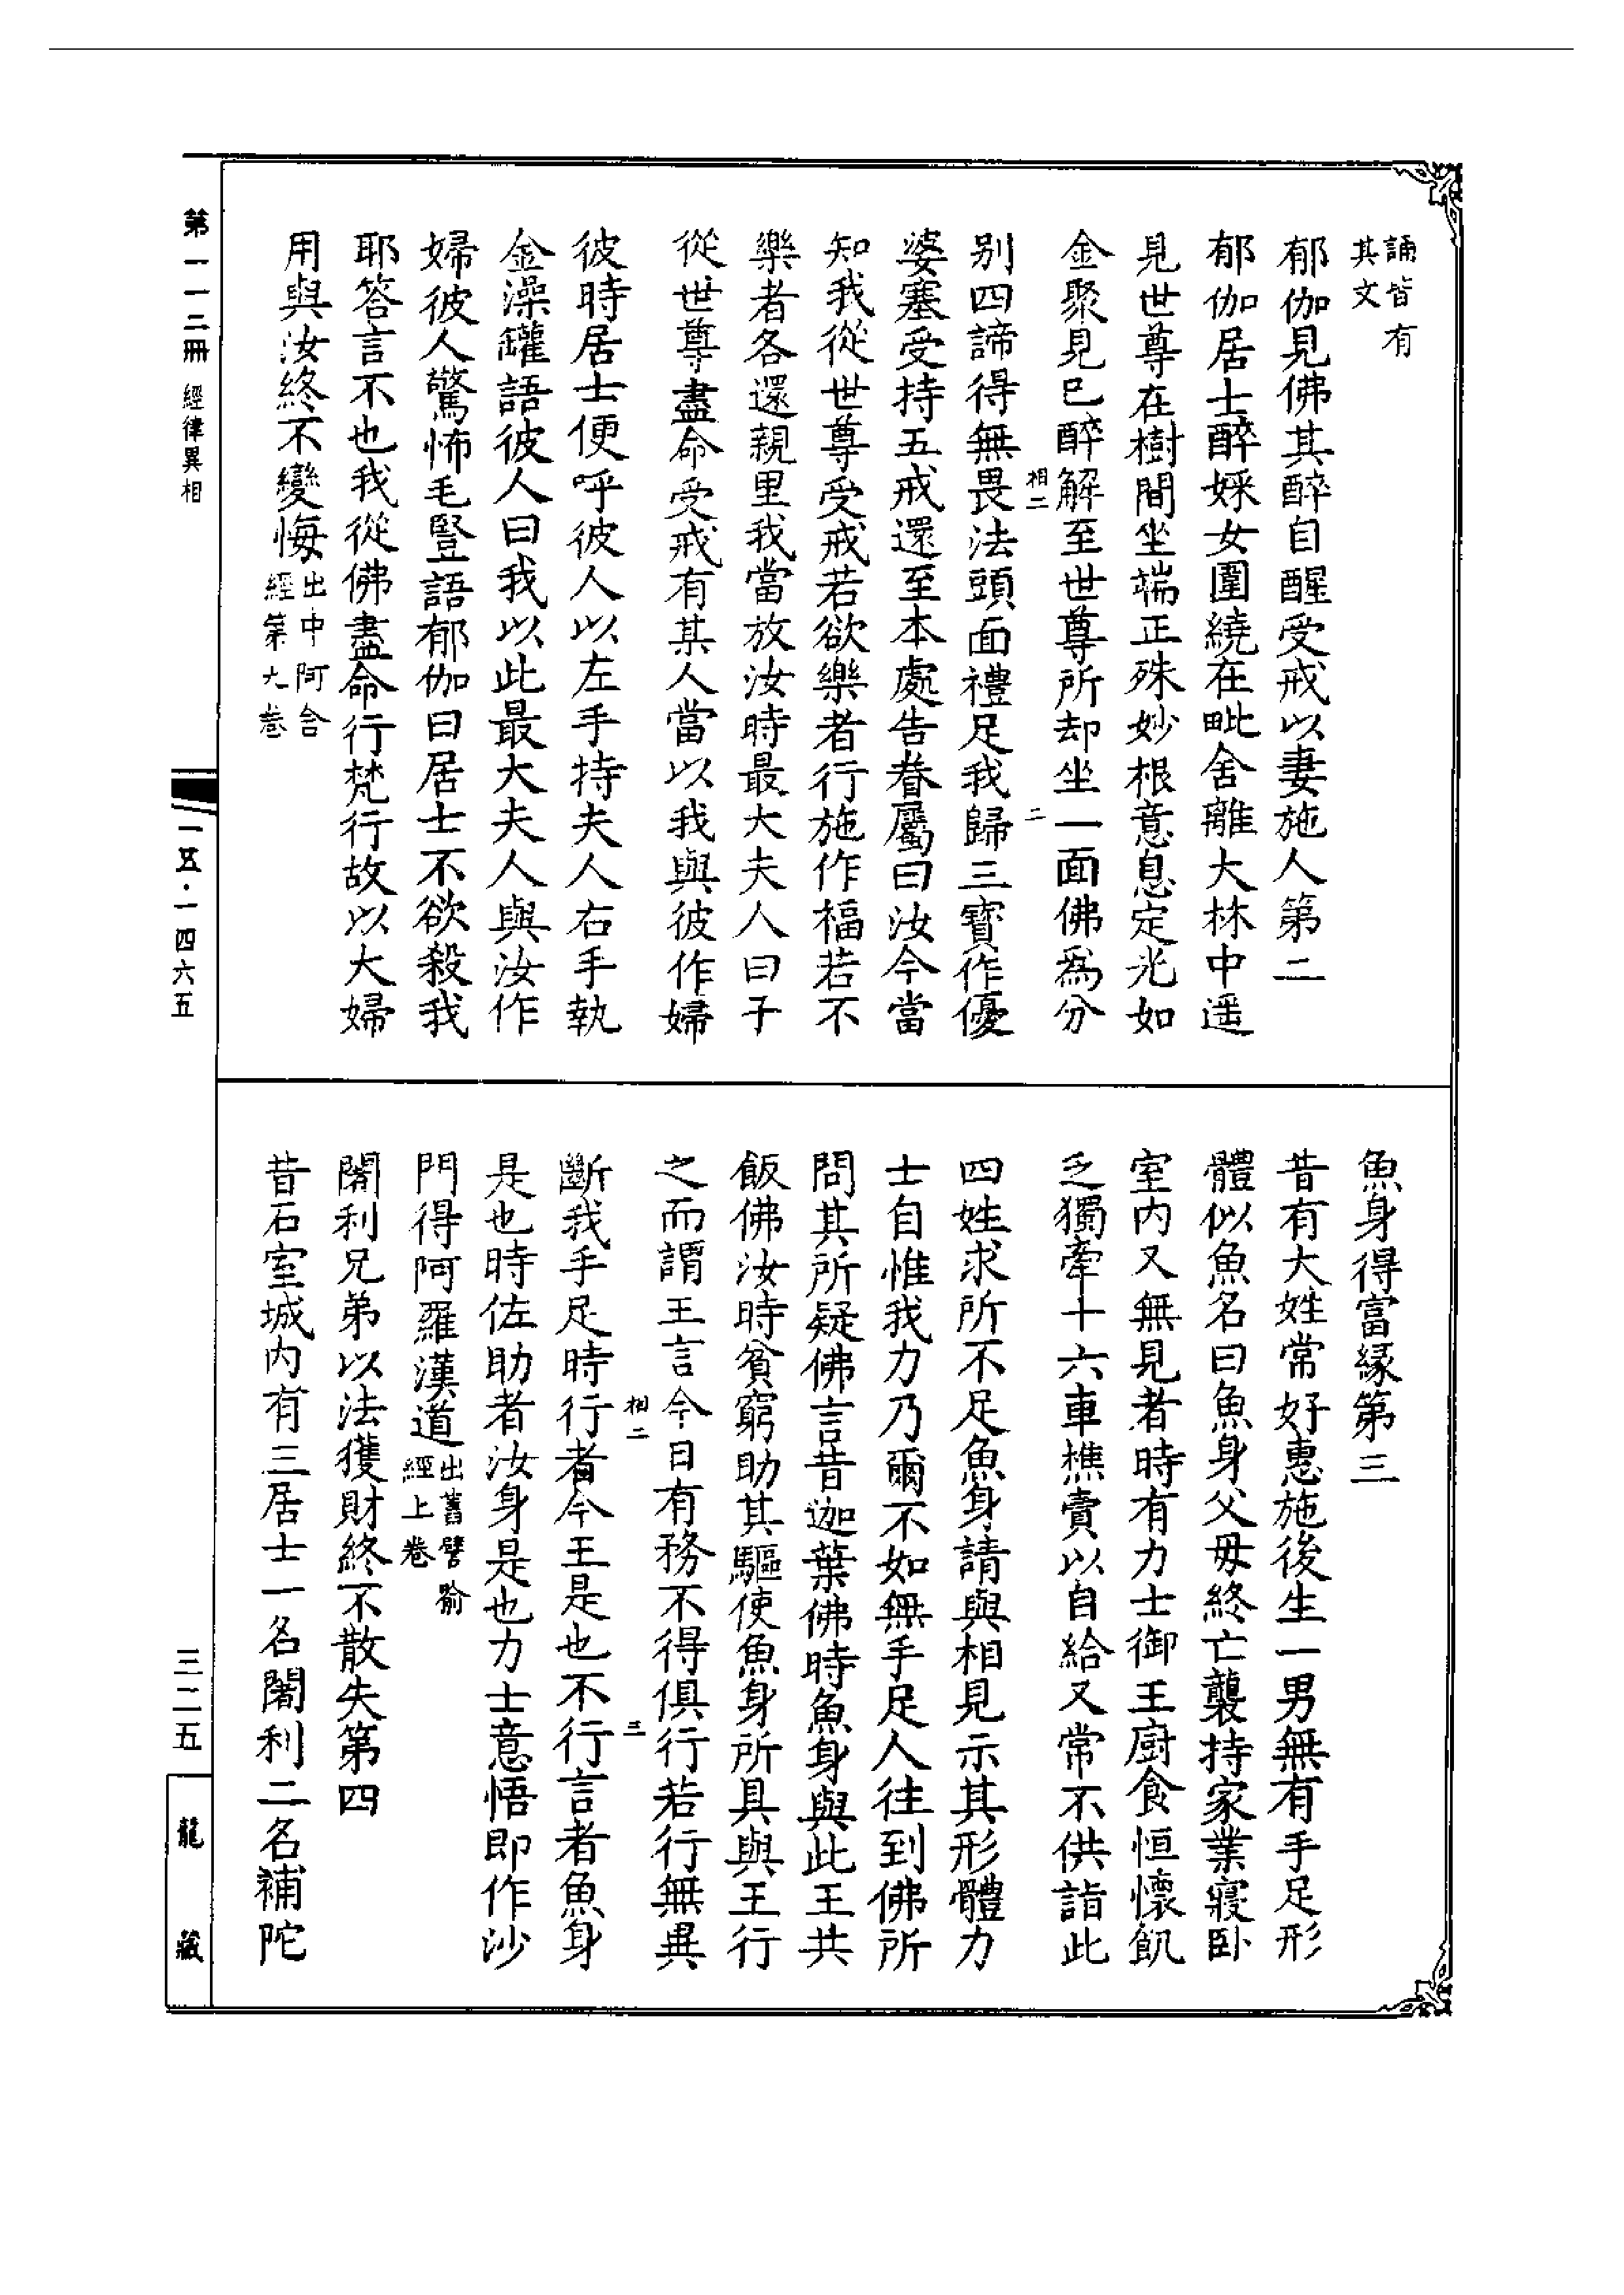 誦皆有
其文
郁伽見佛其醉自醒受戒以妻施人第二
郁伽居士醉婇女圍繞在毗舍離大林中遥
見世尊在樹間坐端正殊妙根意息定光如
金聚見已醉解至世尊所却坐一面佛爲分
相二
二
别四諦得無畏法頭面禮足我歸三寳作優
婆塞受持五戒還至本處告眷屬曰汝今當
知我從世尊受戒若欲樂者行施作福若不
樂者各還親里我當放汝時最大夫人曰子
從世尊盡命受戒有某人當以我與彼作婦
彼時居士便呼彼人以左手持夫人右手執
金澡罐語彼人曰我以此最大夫人與汝作
婦彼人驚怖毛豎語郁伽曰居士不欲殺我
耶答言不也我從佛盡命行梵行故以大婦
用與汝終不變悔
出中阿含
經第九卷
魚身得富緣第三
昔有大姓常好惠施後生一男無有手足形
體似魚名曰魚身父母終亡襲持家業寢卧
室内又無見者時有力士御王廚食恒懷飢
乏獨牽十六車樵賣以自給又常不供詣此
四姓求所不足魚身請與相見示其形體力
士自惟我力乃爾不如無手足人往到佛所
問其所疑佛言昔迦葉佛時魚身與此王共
飯佛汝時貧窮助其驅使魚身所具與王行
之而謂王言今日有務不得俱行若行無異
相二
三
斷我手足時行者今王是也不行言者魚身
是也時佐助者汝身是也力士意悟即作沙
門得阿羅漢道
出舊譬喻
經上卷
闍利兄弟以法獲財終不散失第四
昔石室城内有三居士一名闍利二名補陀
第一一二冊 經律異相
一五·一四六五
三二五
龍藏